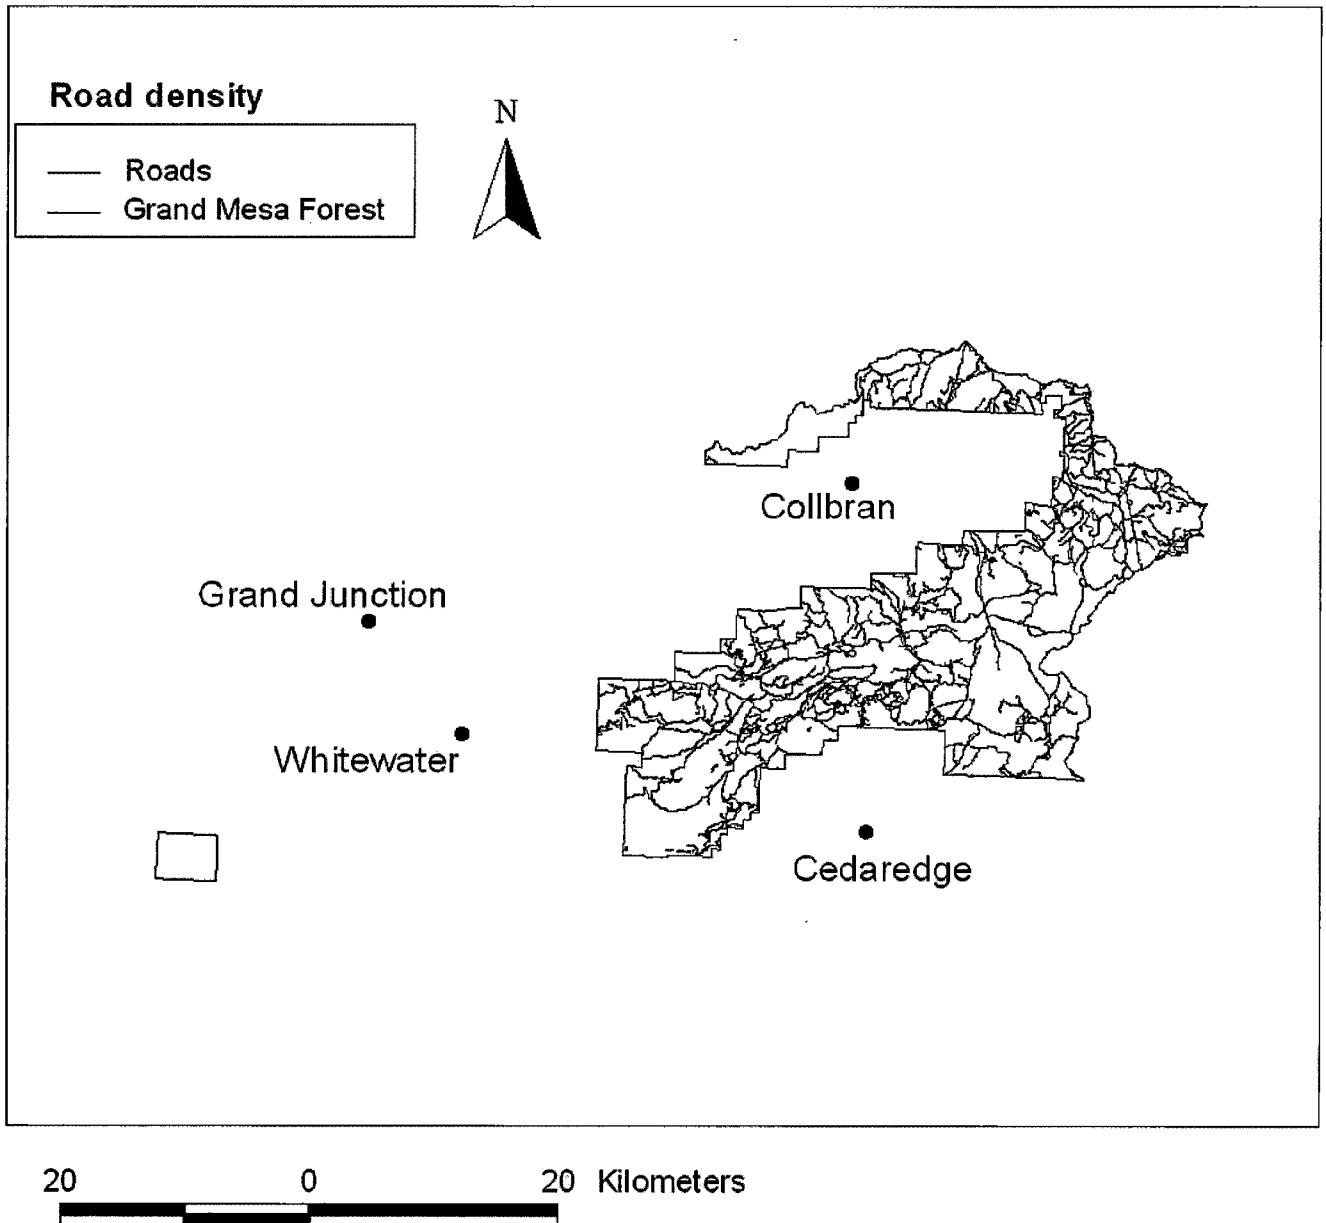 Road density
N
Roads
Grand Mesa Forest
Collbran
Grand Junction
Whitewater
Cedaredge
20 0 20 Kilometers